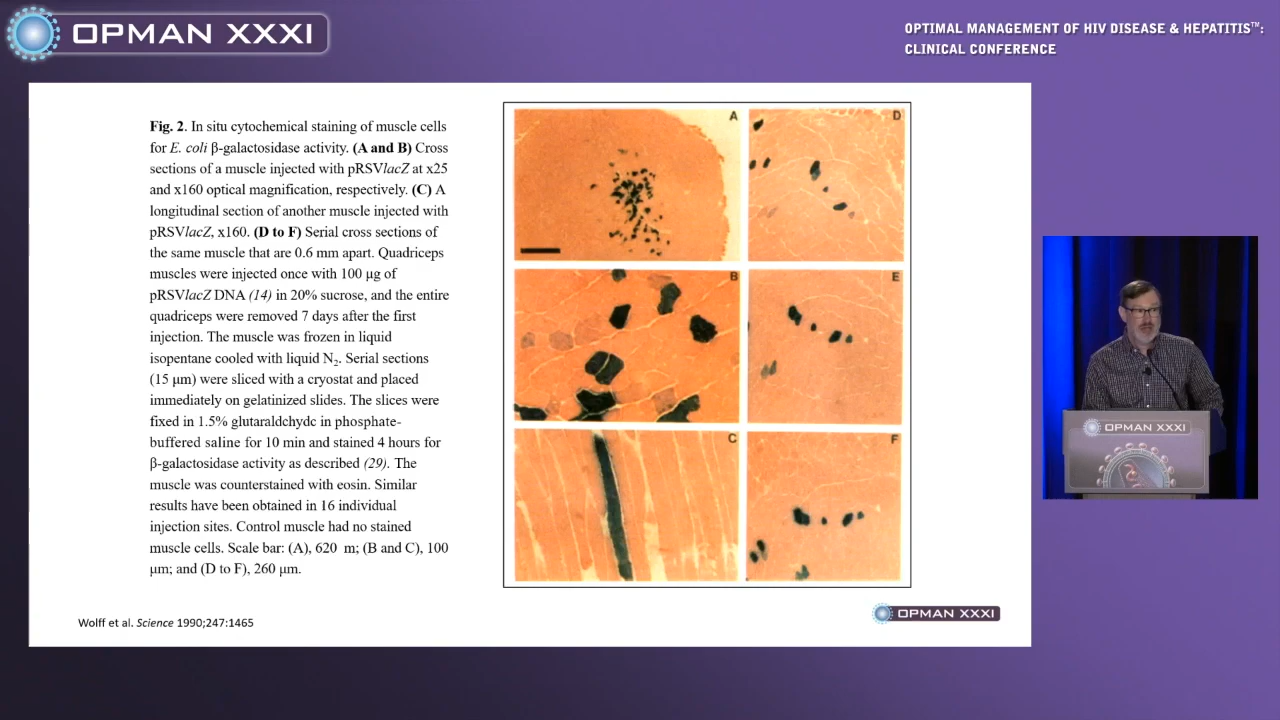 OPMAN XXXI
OPTIMAL MANAGEMENT OF HIV DISEASE & HEPATITIS™:
CLINICAL CONFERENCE
Fig. 2. In situ cytochemical staining of muscle cells
for E. coli β-galactosidase activity. (A and B) Cross
sections of a muscle injected with pRSVlacZ at x25
and x160 optical magnification, respectively. (C) A
longitudinal section of another muscle injected with
pRSVlacZ, x160. (D to F) Serial cross sections of
the same muscle that are 0.6 mm apart. Quadriceps
muscles were injected once with 100 μg of
pRSVlacZ DNA (14) in 20% sucrose, and the entire
quadriceps were removed 7 days after the first
injection. The muscle was frozen in liquid
isopentane cooled with liquid N₂. Serial sections
(15 μm) were sliced with a cryostat and placed
immediately on gelatinized slides. The slices were
fixed in 1.5% glutaraldchydc in phosphate-
buffered saline for 10 min and stained 4 hours for
β-galactosidase activity as described (29). The
muscle was counterstained with eosin. Similar
results have been obtained in 16 individual
injection sites. Control muscle had no stained
muscle cells. Scale bar: (A), 620 m; (B and C), 100
μm; and (D to F), 260 μm.
A
D
B
E
C
F
Wolff et al. Science 1990;247:1465
OPMAN XXXI
OPMAN XXXI